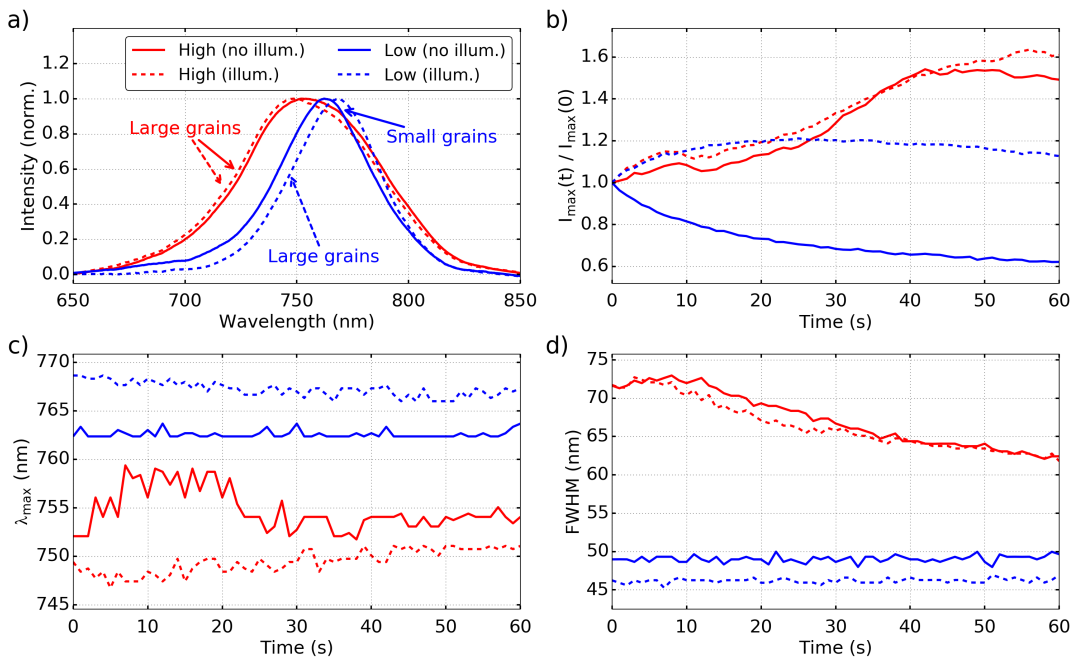 a)
High (no illum.)
High (illum.)
Low (no illum.)
Low (illum.)
Large grains
Small grains
Large grains
Intensity (norm.)
1.2
1.0
0.8
0.6
0.4
0.2
0.0
650 700 750 800 850
Wavelength (nm)
b)
I_max(t) / I_max(0)
1.6
1.4
1.2
1.0
0.8
0.6
0 10 20 30 40 50 60
Time (s)
c)
λ_max (nm)
770
765
760
755
750
745
0 10 20 30 40 50 60
Time (s)
d)
FWHM (nm)
75
70
65
60
55
50
45
0 10 20 30 40 50 60
Time (s)